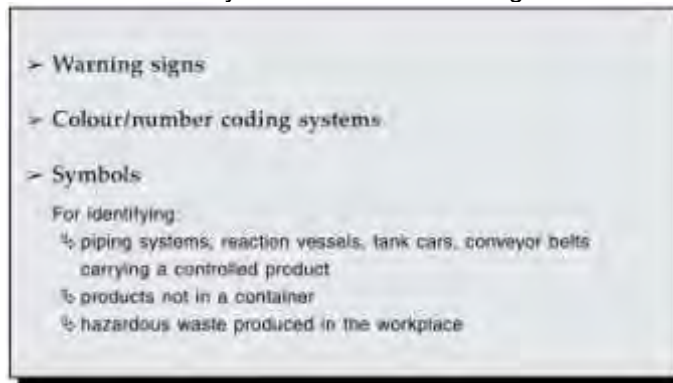 ➢ Warning signs
➢ Colour/number coding systems
➢ Symbols
For identifying:
↳ piping systems, reaction vessels, tank cars, conveyor belts
carrying a controlled product
↳ products not in a container
↳ hazardous waste produced in the workplace